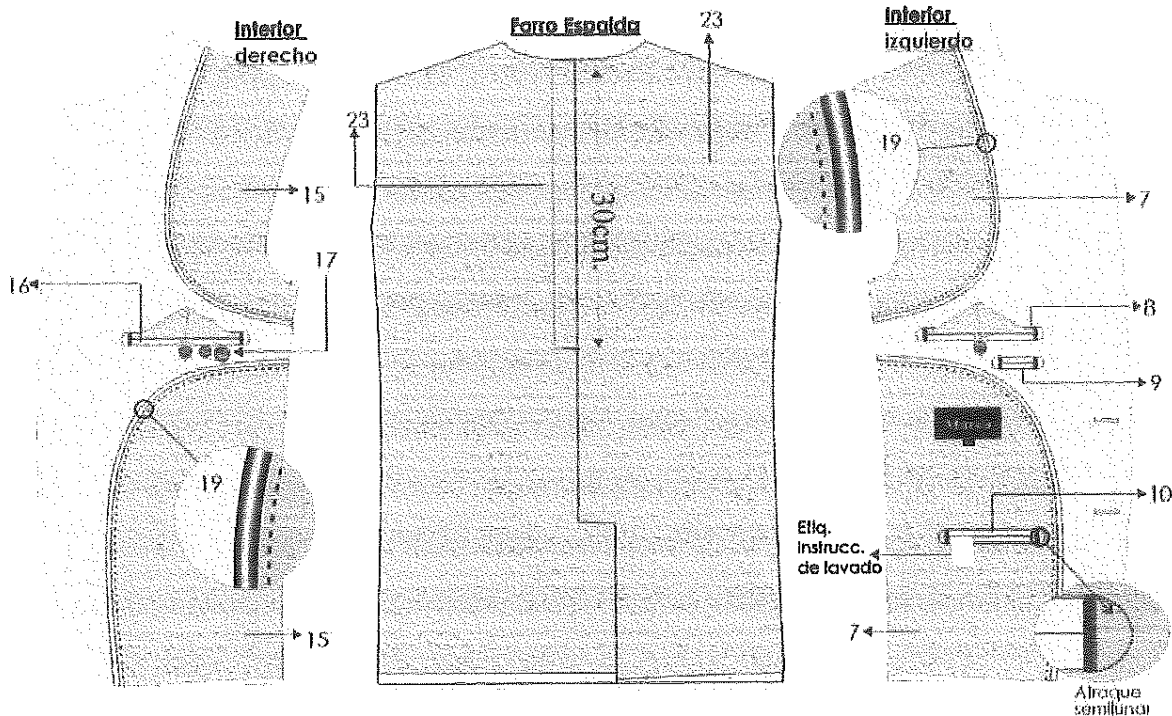 Interior
derecho
Forro Espalda
23
Interior
izquierdo
23
19
30cm.
15
7
17
16
8
9
19
10
Etiq.
instrucc.
de lavado
15
7
Atraque
semilunar